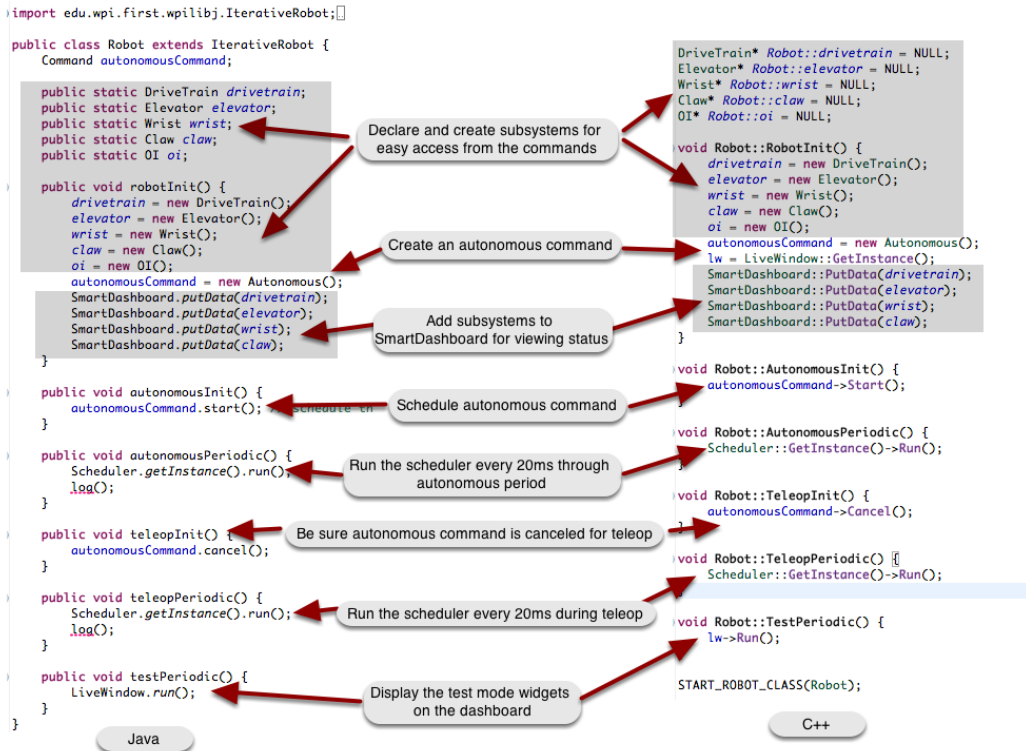 import edu.wpi.first.wpilibj.IterativeRobot;
public class Robot extends IterativeRobot {
Command autonomousCommand;
public static DriveTrain drivetrain;
public static Elevator elevator;
public static Wrist wrist;
public static Claw claw;
public static OI oi;
public void robotInit() {
drivetrain = new DriveTrain();
elevator = new Elevator();
wrist = new Wrist();
claw = new Claw();
oi = new OI();
autonomousCommand = new Autonomous();
SmartDashboard.putData(drivetrain);
SmartDashboard.putData(elevator);
SmartDashboard.putData(wrist);
SmartDashboard.putData(claw);
}
public void autonomousInit() {
autonomousCommand.start();
}
public void autonomousPeriodic() {
Scheduler.getInstance().run();
log();
}
public void teleopInit() {
autonomousCommand.cancel();
}
public void teleopPeriodic() {
Scheduler.getInstance().run();
log();
}
public void testPeriodic() {
LiveWindow.run();
}
}
Java
Declare and create subsystems for
easy access from the commands
Create an autonomous command
Add subsystems to
SmartDashboard for viewing status
Schedule autonomous command
Run the scheduler every 20ms through
autonomous period
Be sure autonomous command is canceled for teleop
Run the scheduler every 20ms during teleop
Display the test mode widgets
on the dashboard
DriveTrain* Robot::drivetrain = NULL;
Elevator* Robot::elevator = NULL;
Wrist* Robot::wrist = NULL;
Claw* Robot::claw = NULL;
OI* Robot::oi = NULL;
void Robot::RobotInit() {
drivetrain = new DriveTrain();
elevator = new Elevator();
wrist = new Wrist();
claw = new Claw();
oi = new OI();
autonomousCommand = new Autonomous();
lw = LiveWindow::GetInstance();
SmartDashboard::PutData(drivetrain);
SmartDashboard::PutData(elevator);
SmartDashboard::PutData(wrist);
SmartDashboard::PutData(claw);
}
void Robot::AutonomousInit() {
autonomousCommand->Start();
}
void Robot::AutonomousPeriodic() {
Scheduler::GetInstance()->Run();
}
void Robot::TeleopInit() {
autonomousCommand->Cancel();
}
void Robot::TeleopPeriodic() {
Scheduler::GetInstance()->Run();
void Robot::TestPeriodic() {
lw->Run();
START_ROBOT_CLASS(Robot);
C++